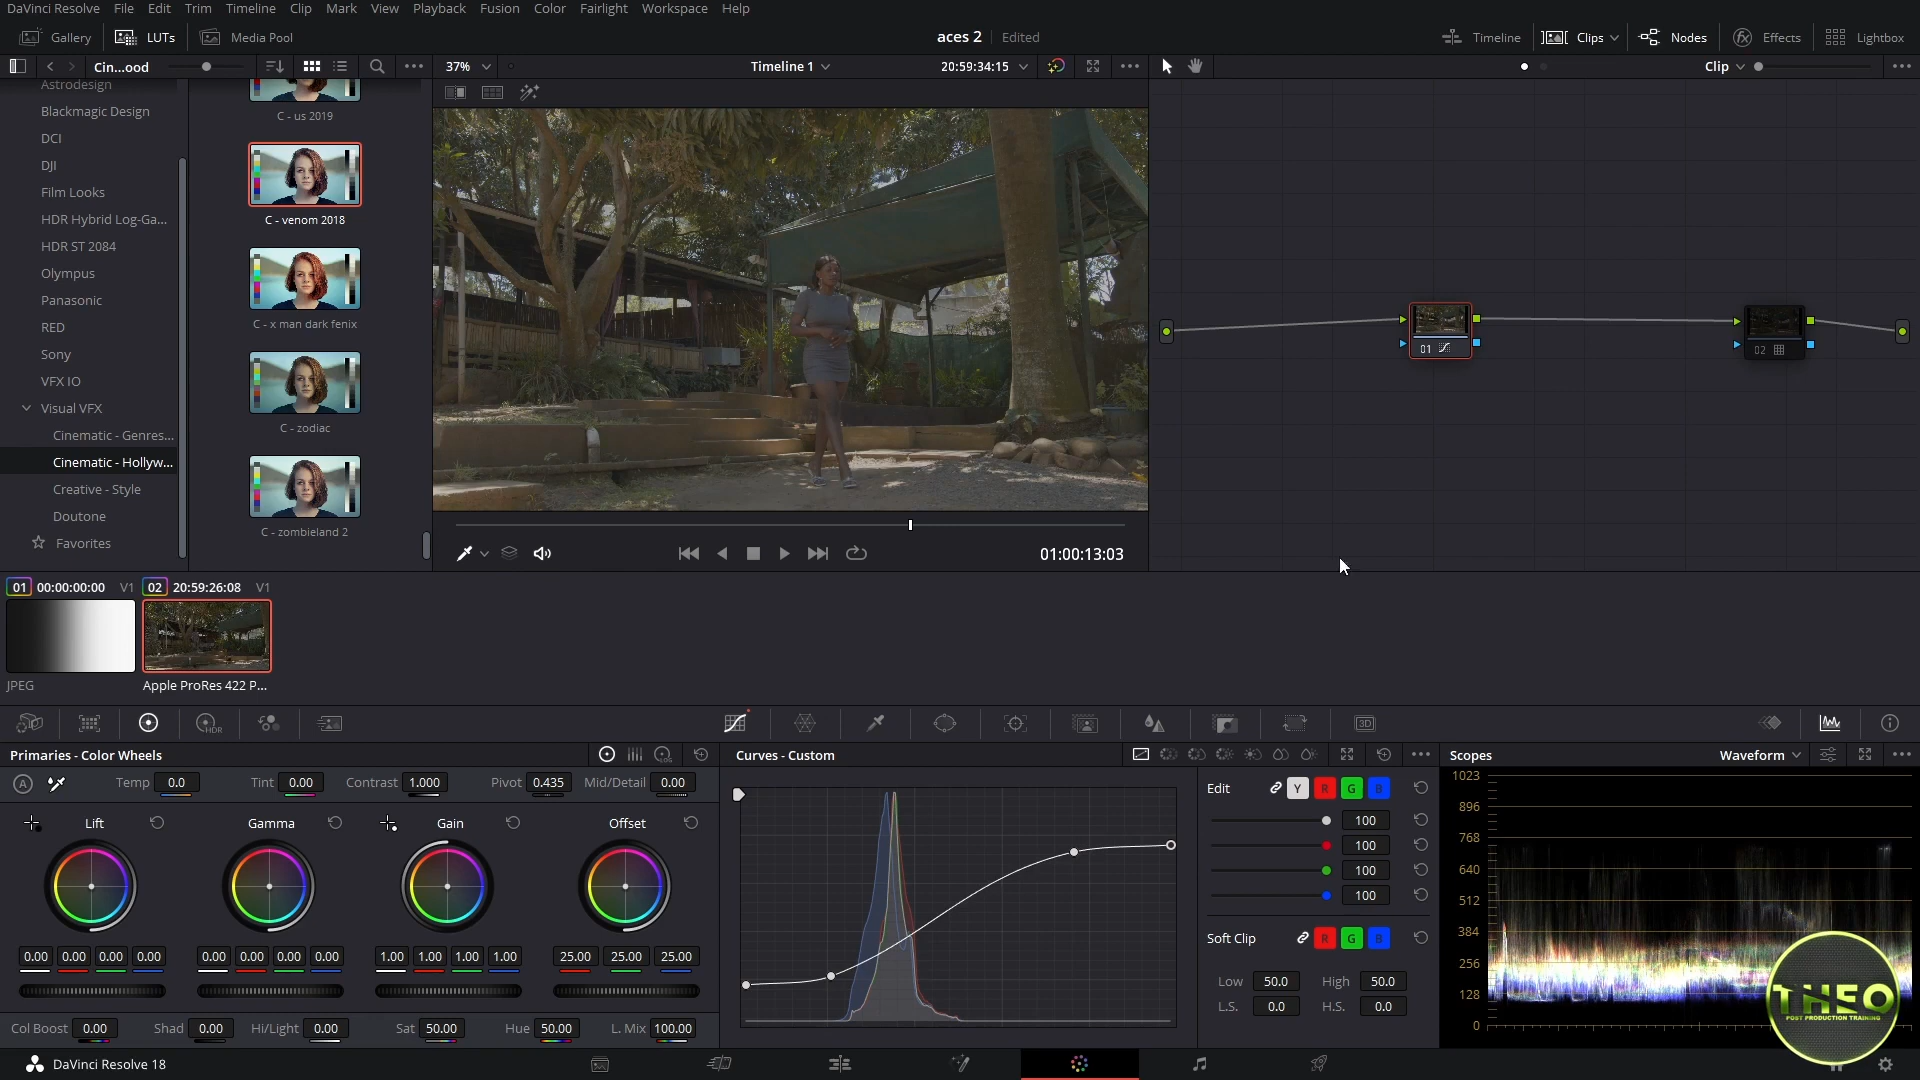 DaVinci Resolve File Edit Trim Timeline Clip Mark View Playback Fusion Color Fairlight Workspace Help
Gallery LUTs Media Pool aces 2 Edited Timeline Clips Nodes Effects Lightbox
Cin...ood 37% Timeline 1 20:59:34:15 Clip
Astrodesign
Blackmagic Design
DCI
DJI
Film Looks
HDR Hybrid Log-Ga...
HDR ST 2084
Olympus
Panasonic
RED
Sony
VFX IO
Visual VFX
Cinematic - Genres...
Cinematic - Hollyw...
Creative - Style
Doutone
Favorites
C - us 2019
C - venom 2018
C - x man dark fenix
C - zodiac
C - zombieland 2
01:00:13:03
01
02
01 00:00:00:00 V1 02 20:59:26:08 V1
JPEG Apple ProRes 422 P...
HDR
3D
Primaries - Color Wheels
LOG
A Temp 0.0 Tint 0.00 Contrast 1.000 Pivot 0.435 Mid/Detail 0.00
Lift Gamma Gain Offset
0.00 0.00 0.00 0.00 0.00 0.00 0.00 0.00 1.00 1.00 1.00 1.00 25.00 25.00 25.00
Col Boost 0.00 Shad 0.00 Hi/Light 0.00 Sat 50.00 Hue 50.00 L. Mix 100.00
Curves - Custom
Edit Y R G B
100
100
100
100
Soft Clip R G B
Low 50.0 High 50.0
L.S. 0.0 H.S. 0.0
Scopes Waveform
1023
896
768
640
512
384
256
128
0
THEO
POST PRODUCTION TRAINING
DaVinci Resolve 18